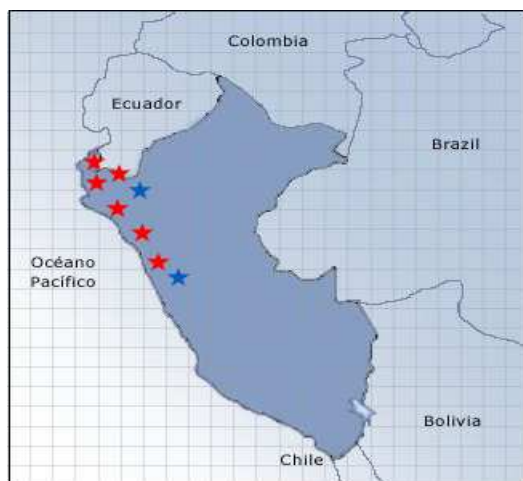 Colombia
Ecuador
Brazil
Océano
Pacífico
Bolivia
Chile